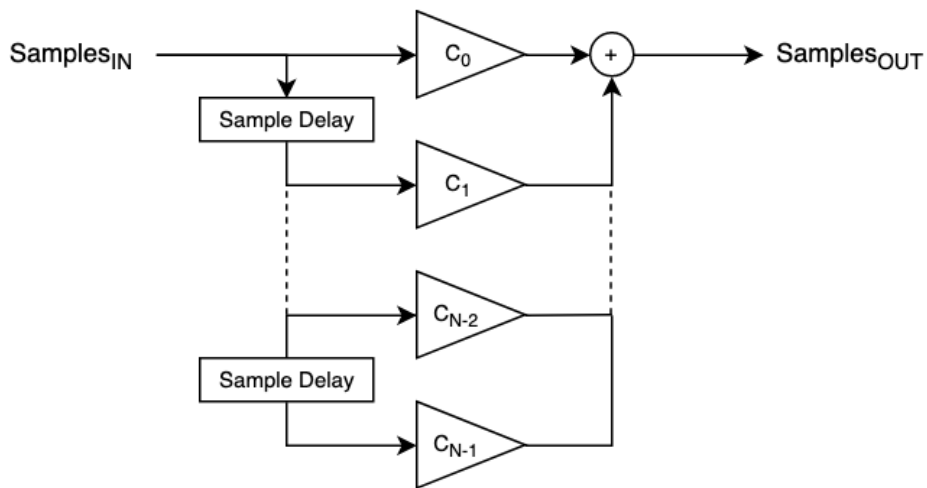 Samples_IN
C_0
+
Samples_OUT
Sample Delay
C_1
C_N-2
Sample Delay
C_N-1